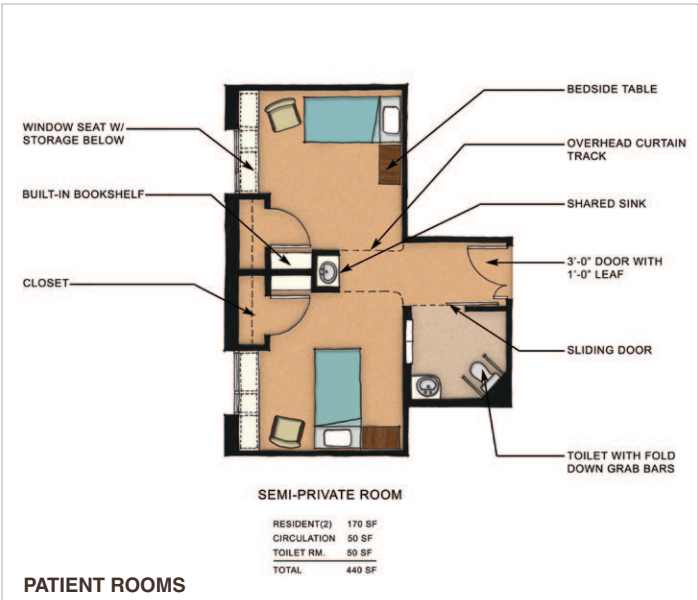 BEDSIDE TABLE
WINDOW SEAT W/
STORAGE BELOW
OVERHEAD CURTAIN
TRACK
BUILT-IN BOOKSHELF
SHARED SINK
3'-0" DOOR WITH
1'-0" LEAF
CLOSET
SLIDING DOOR
TOILET WITH FOLD
DOWN GRAB BARS
SEMI-PRIVATE ROOM
RESIDENT(2) 170 SF
CIRCULATION 50 SF
TOILET RM. 50 SF
TOTAL 440 SF
PATIENT ROOMS